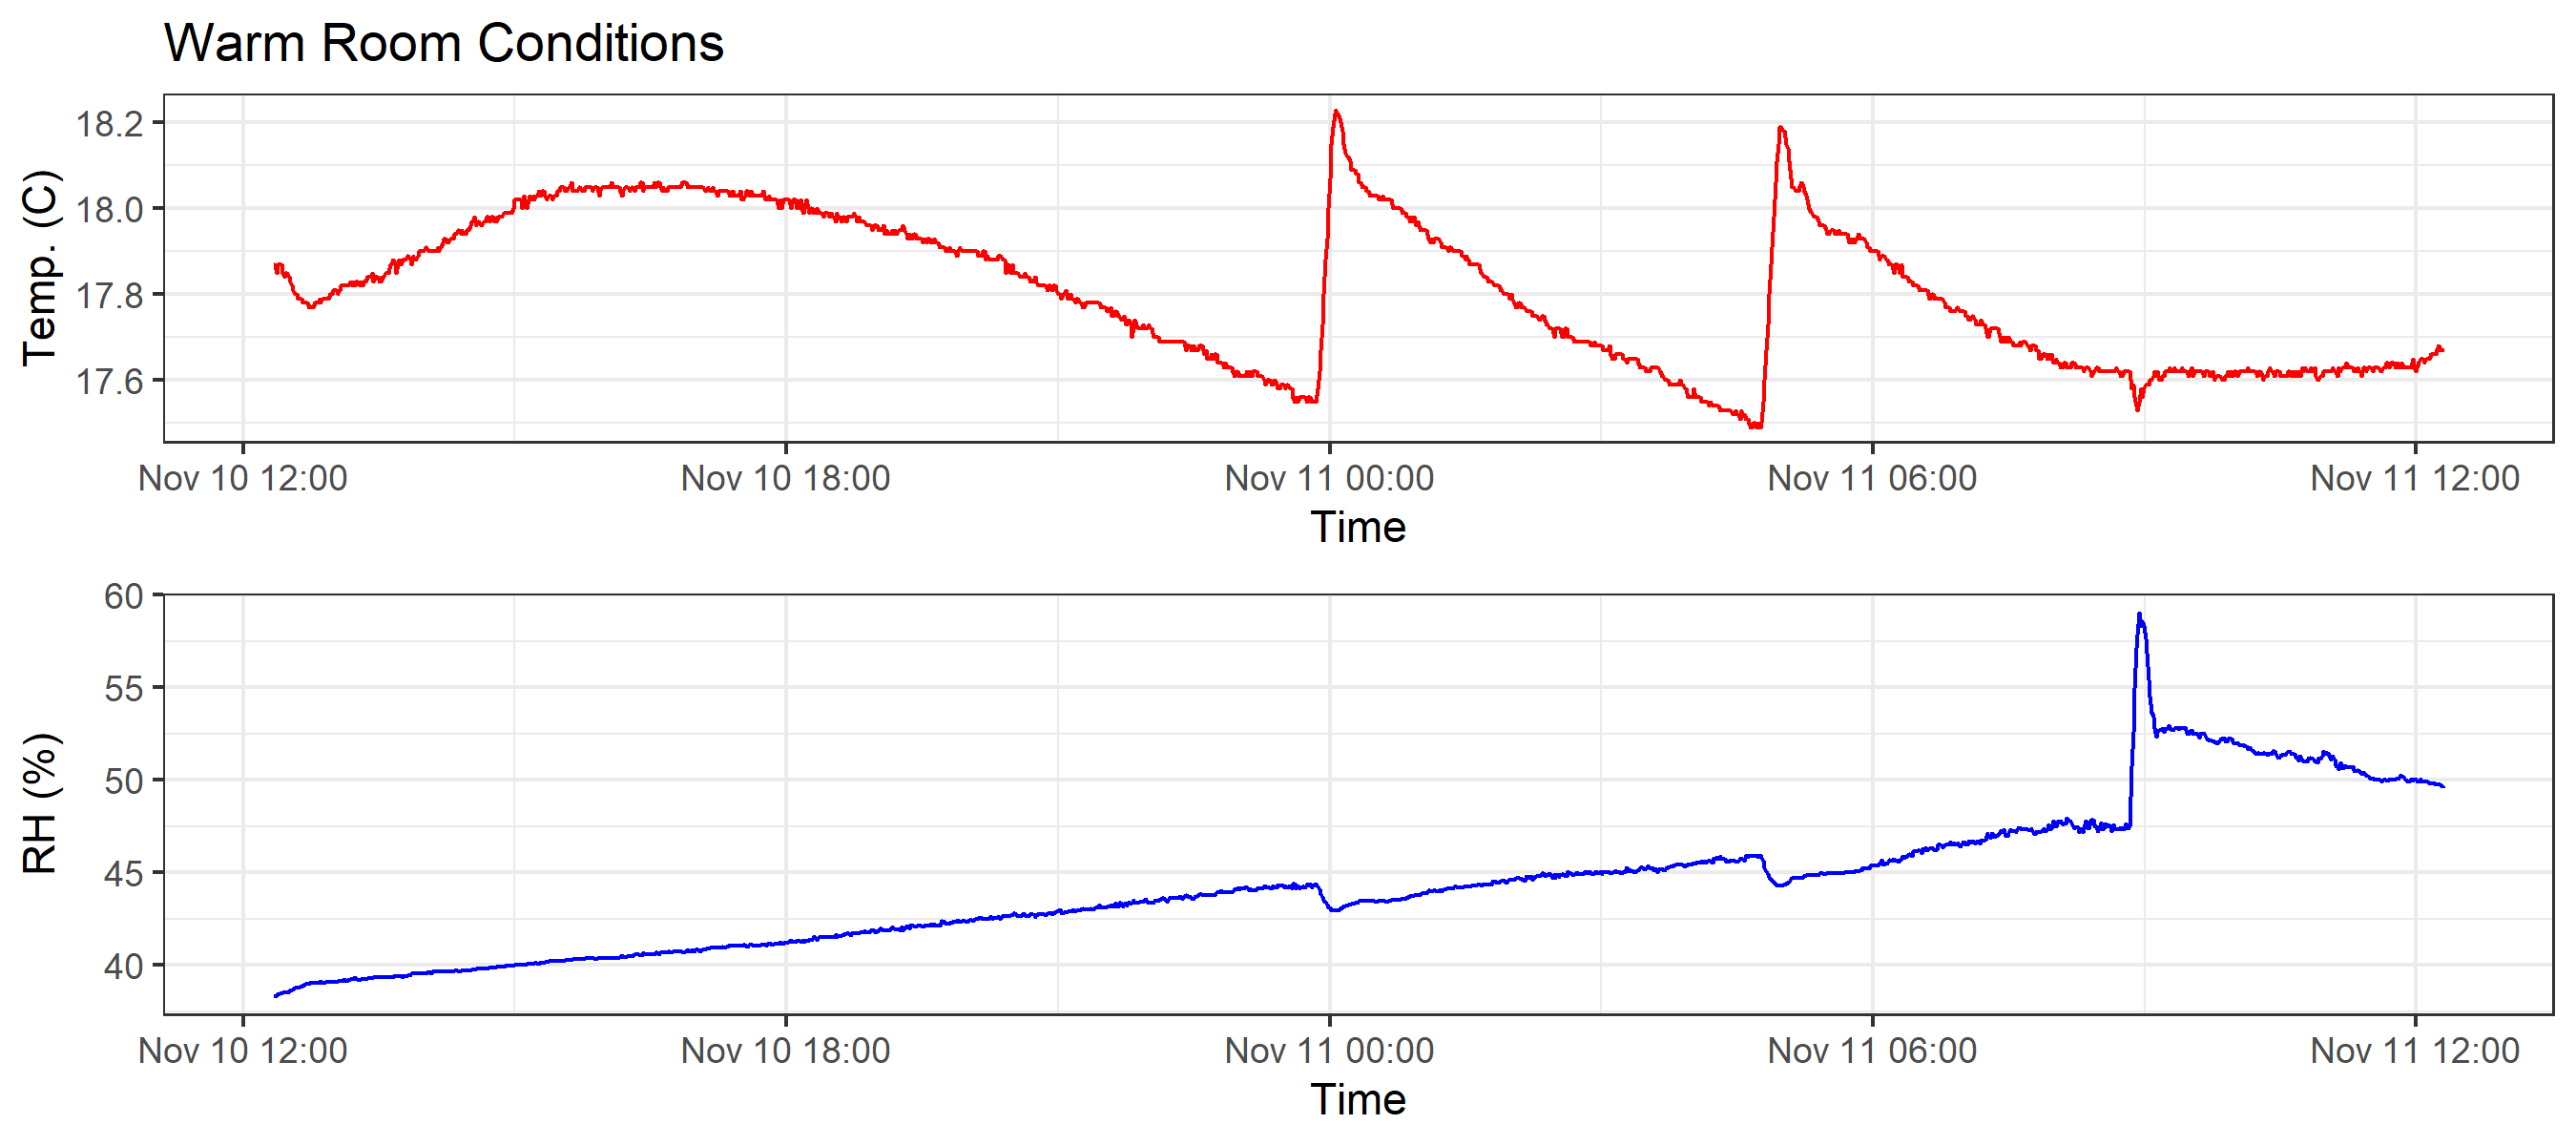 Warm Room Conditions
Temp. (C)
18.2
18.0
17.8
17.6
Nov 10 12:00 Nov 10 18:00 Nov 11 00:00 Nov 11 06:00 Nov 11 12:00
Time
RH (%)
60
55
50
45
40
Nov 10 12:00 Nov 10 18:00 Nov 11 00:00 Nov 11 06:00 Nov 11 12:00
Time